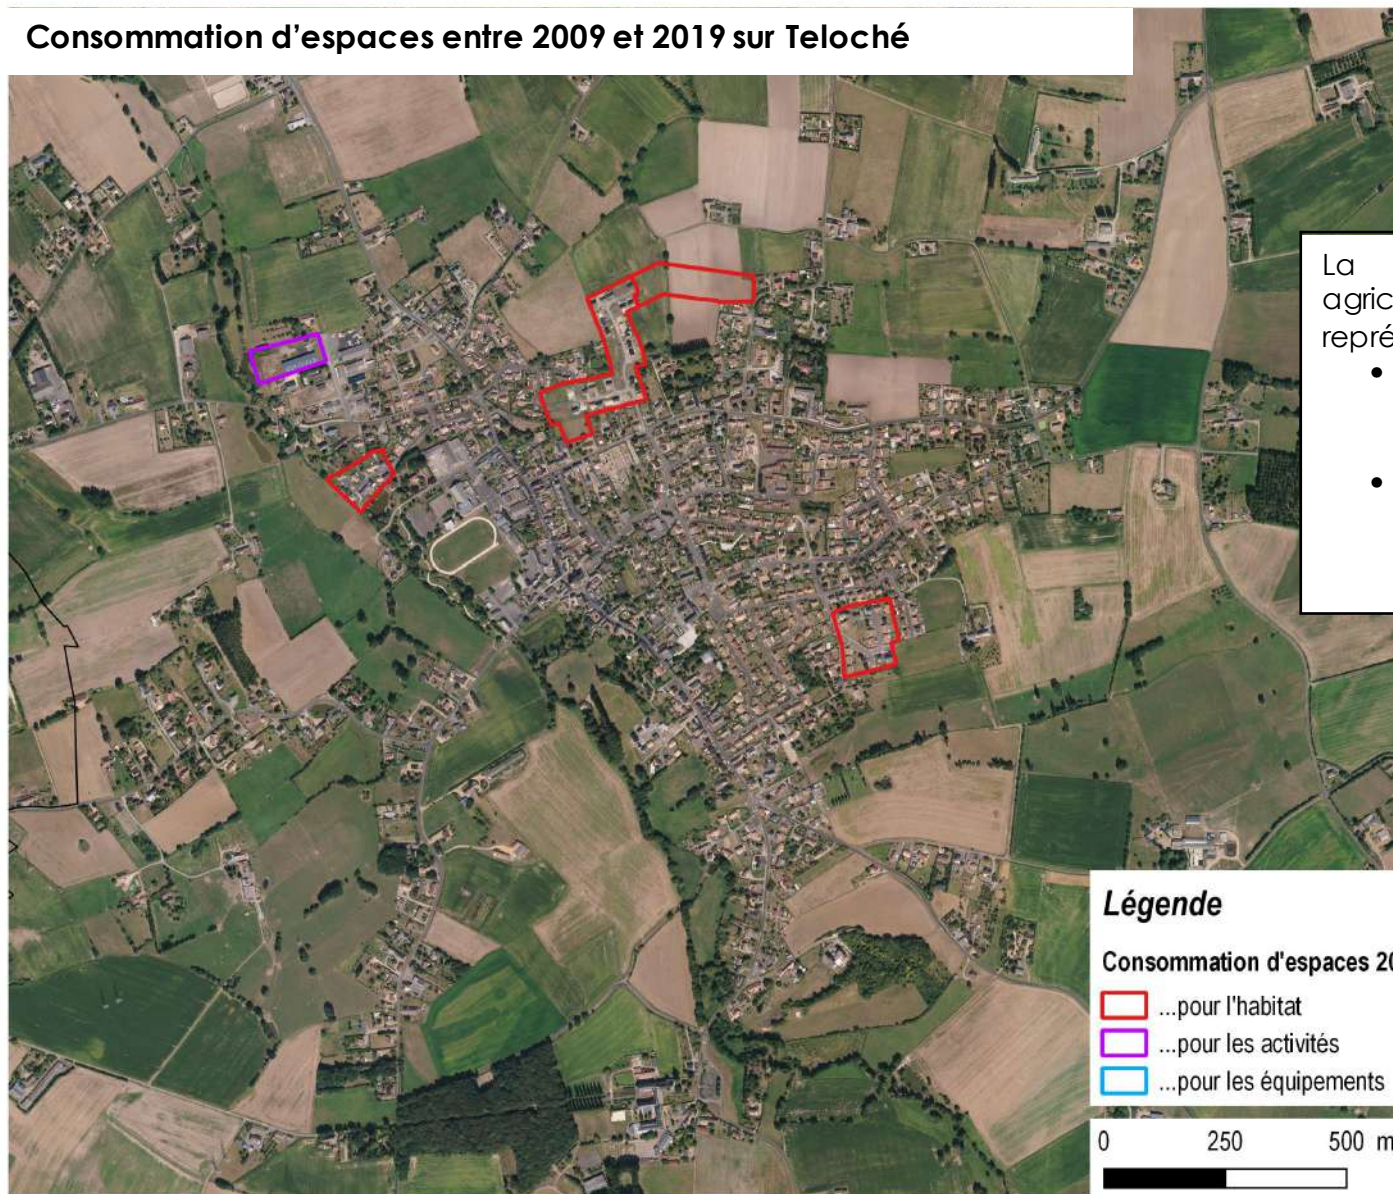 Consommation d'espaces entre 2009 et 2019 sur Teloché
La
agric
repré
•
•
Légende
Consommation d'espaces 20
...pour l'habitat
...pour les activités
...pour les équipements
0 250 500 m